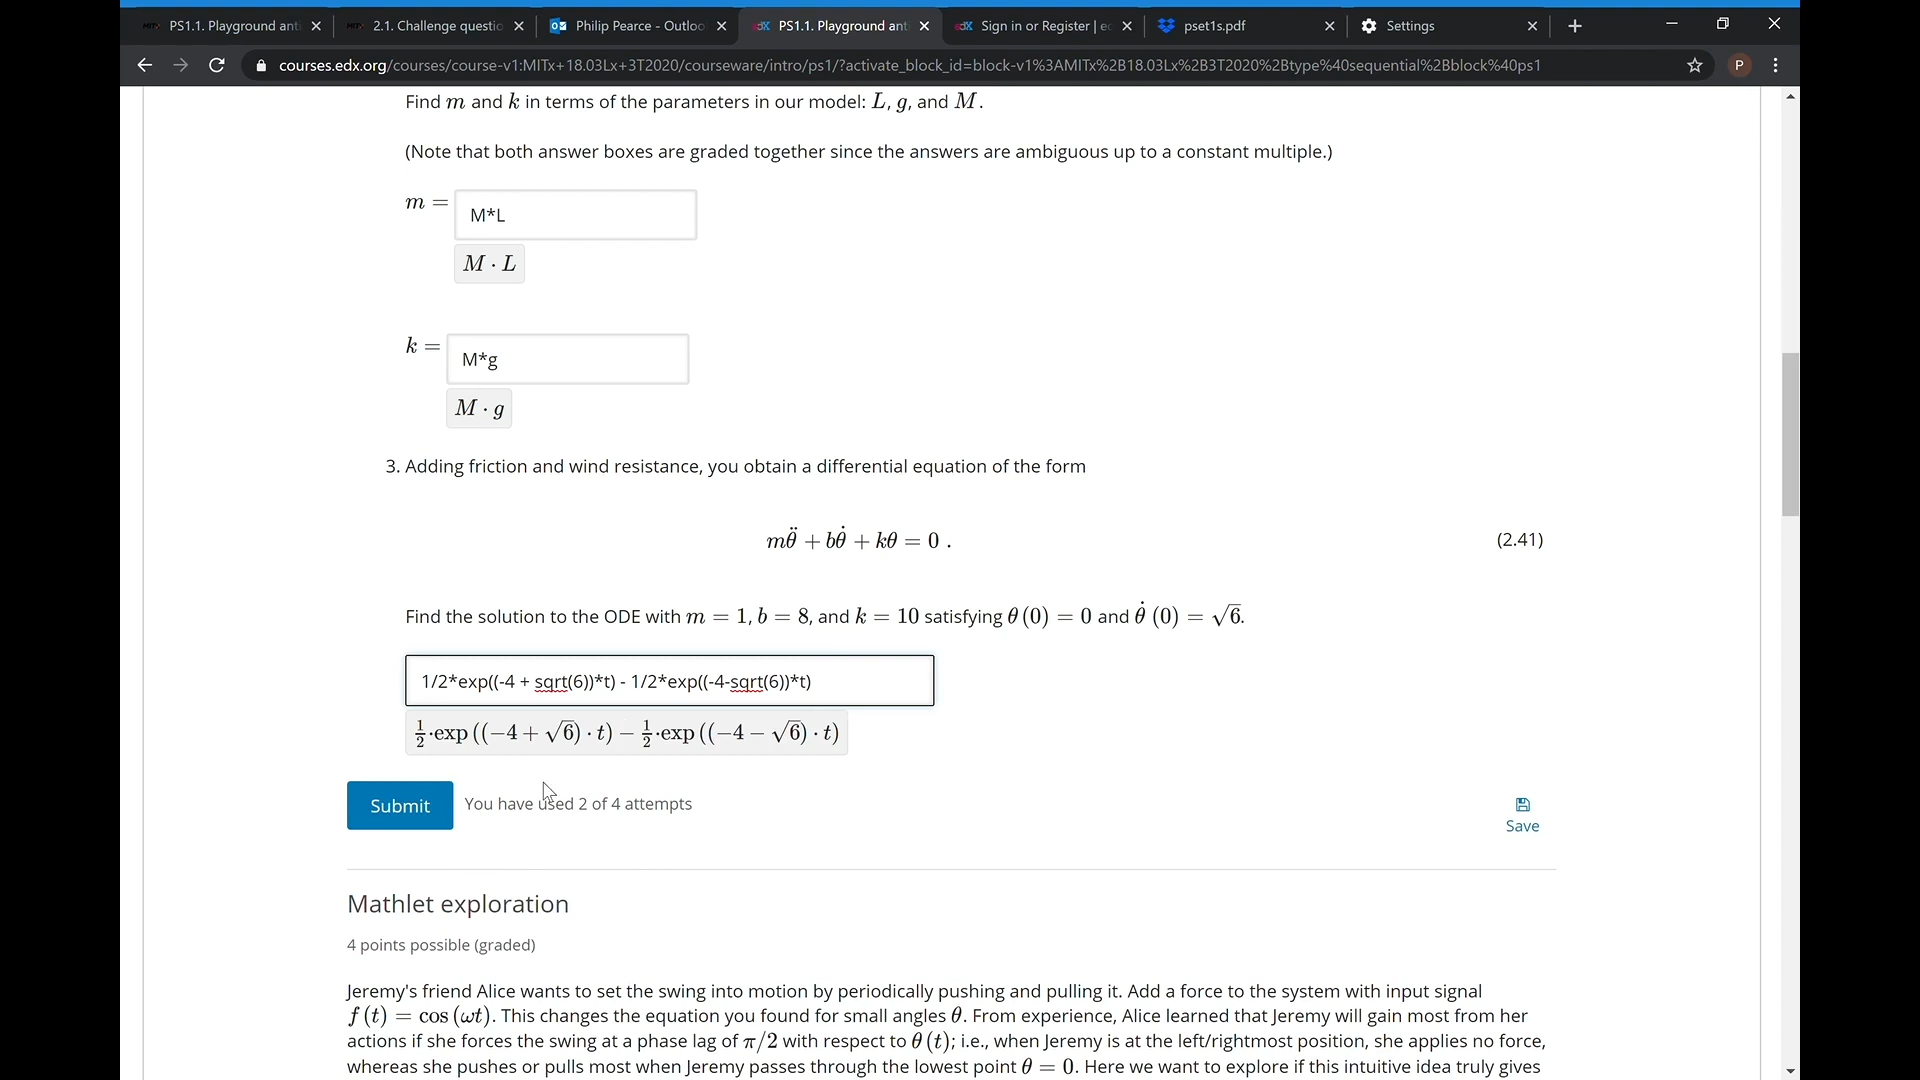 PS1.1. Playground ant
2.1. Challenge questio
Philip Pearce - Outloo
PS1.1. Playground ant
Sign in or Register | e
pset1s.pdf
Settings
courses.edx.org/courses/course-v1:MITx+18.03Lx+3T2020/courseware/intro/ps1/?activate_block_id=block-v1%3AMITx%2B18.03Lx%2B3T2020%2Btype%40sequential%2Bblock%40ps1
P
Find m and k in terms of the parameters in our model: L, g, and M.
(Note that both answer boxes are graded together since the answers are ambiguous up to a constant multiple.)
m =
M*L
M · L
k =
M*g
M · g
3. Adding friction and wind resistance, you obtain a differential equation of the form
mθ̈ + bθ̇ + kθ = 0 .
(2.41)
Find the solution to the ODE with m = 1, b = 8, and k = 10 satisfying θ (0) = 0 and θ̇ (0) = √6.
1/2*exp((-4 + sqrt(6))*t) - 1/2*exp((-4-sqrt(6))*t)
1/2·exp ((−4 + √6) · t) − 1/2·exp ((−4 − √6) · t)
Submit
You have used 2 of 4 attempts
Save
Mathlet exploration
4 points possible (graded)
Jeremy's friend Alice wants to set the swing into motion by periodically pushing and pulling it. Add a force to the system with input signal
f (t) = cos (ωt). This changes the equation you found for small angles θ. From experience, Alice learned that Jeremy will gain most from her
actions if she forces the swing at a phase lag of π/2 with respect to θ (t); i.e., when Jeremy is at the left/rightmost position, she applies no force,
whereas she pushes or pulls most when Jeremy passes through the lowest point θ = 0. Here we want to explore if this intuitive idea truly gives